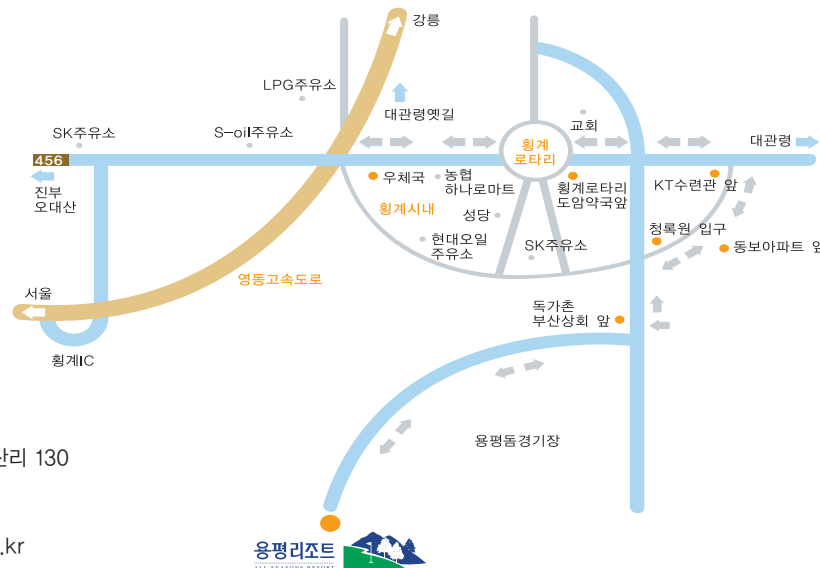 강릉
LPG주유소
대관령옛길
SK주유소
S-oil주유소
교회
대관령
횡계
로타리
456
진부
오대산
우체국
농협
하나로마트
횡계로타리
도암약국앞
KT수련관 앞
횡계시내
성당
청록원 입구
현대오일
주유소
SK주유소
동보아파트 앞
영동고속도로
서울
독가촌
부산상회 앞
횡계IC
용평돔경기장
산리 130
.kr
용평리조트
ALL SEASONS RESORT